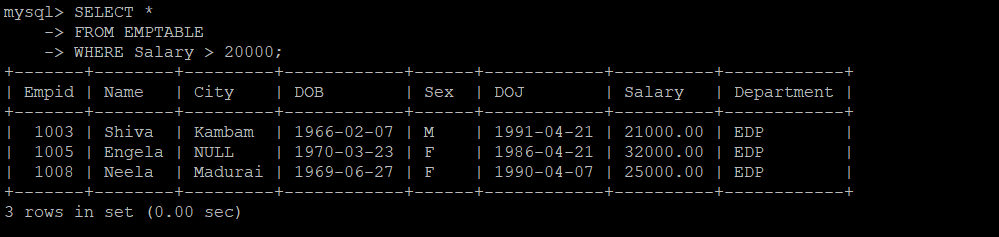 mysql> SELECT *
    -> FROM EMPTABLE
    -> WHERE Salary > 20000;
+-------+--------+---------+------------+------+------------+----------+------------+
| Empid | Name   | City    | DOB        | Sex  | DOJ        | Salary   | Department |
+-------+--------+---------+------------+------+------------+----------+------------+
|  1003 | Shiva  | Kambam  | 1966-02-07 | M    | 1991-04-21 | 21000.00 | EDP        |
|  1005 | Engela | NULL    | 1970-03-23 | F    | 1986-04-21 | 32000.00 | EDP        |
|  1008 | Neela  | Madurai | 1969-06-27 | F    | 1990-04-07 | 25000.00 | EDP        |
+-------+--------+---------+------------+------+------------+----------+------------+
3 rows in set (0.00 sec)